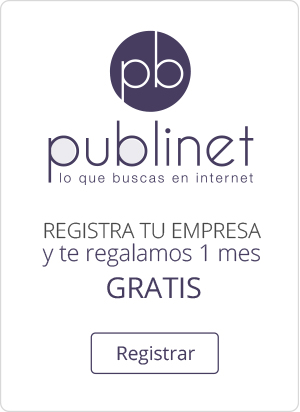 pb
publinet
lo que buscas en internet
REGISTRA TU EMPRESA
y te regalamos 1 mes
GRATIS
Registrar